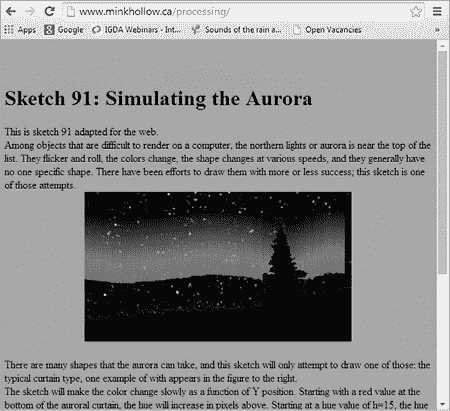 www.minkhollow.ca/processing/
Apps Google IGDA Webinars - Int... Sounds of the rain a... Open Vacancies »
Sketch 91: Simulating the Aurora
This is sketch 91 adapted for the web.
Among objects that are difficult to render on a computer, the northern lights or aurora is near the top of the
list. They flicker and roll, the colors change, the shape changes at various speeds, and they generally have
no one specific shape. There have been efforts to draw them with more or less success; this sketch is one
of those attempts.
There are many shapes that the aurora can take, and this sketch will only attempt to draw one of those: the
typical curtain type, one example of with appears in the figure to the right.
The sketch will make the color change slowly as a function of Y position. Starting with a red value at the
bottom of the auroral curtain, the hue will increase in pixels above. Starting at a hue value of h=15, the hue